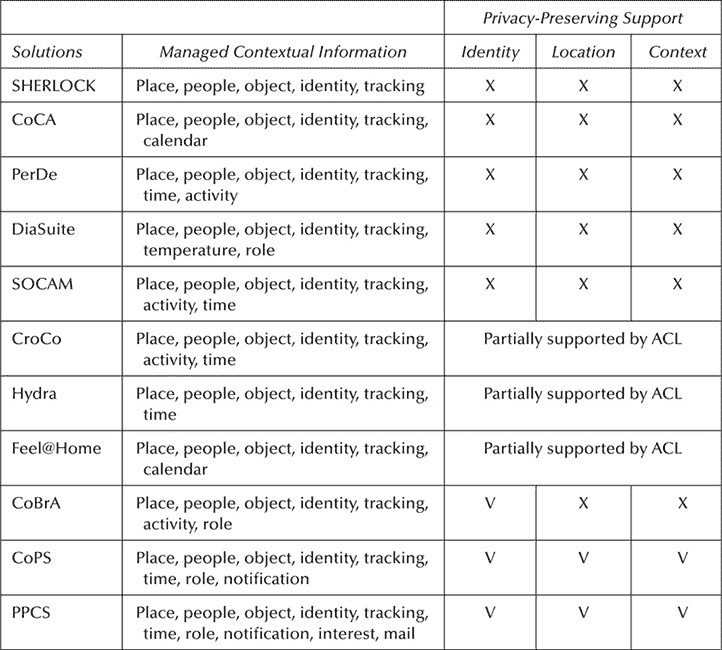 Privacy-Preserving Support
Solutions Managed Contextual Information Identity Location Context
SHERLOCK Place, people, object, identity, tracking X X X
CoCA Place, people, object, identity, tracking, X X X
calendar
PerDe Place, people, object, identity, tracking, X X X
time, activity
DiaSuite Place, people, object, identity, tracking, X X X
temperature, role
SOCAM Place, people, object, identity, tracking, X X X
activity, time
CroCo Place, people, object, identity, tracking, Partially supported by ACL
activity, time
Hydra Place, people, object, identity, tracking, Partially supported by ACL
time
Feel@Home Place, people, object, identity, tracking, Partially supported by ACL
calendar
CoBrA Place, people, object, identity, tracking, V X X
activity, role
CoPS Place, people, object, identity, tracking, V V V
time, role, notification
PPCS Place, people, object, identity, tracking, V V V
time, role, notification, interest, mail